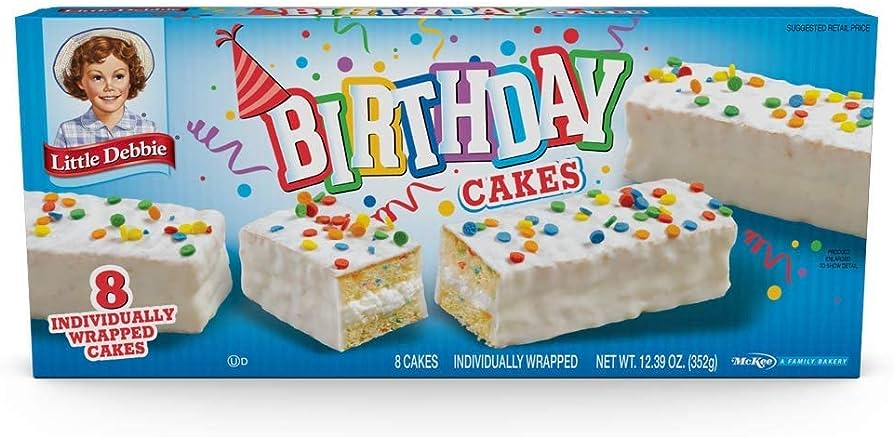 SUGGESTED RETAIL PRICE
Little Debbie®
BIRTHDAY
CAKES
PRODUCT
ENLARGED
TO SHOW DETAIL
8
INDIVIDUALLY
WRAPPED
CAKES
U D
8 CAKES INDIVIDUALLY WRAPPED NET WT. 12.39 OZ. (352g)
McKee A FAMILY BAKERY